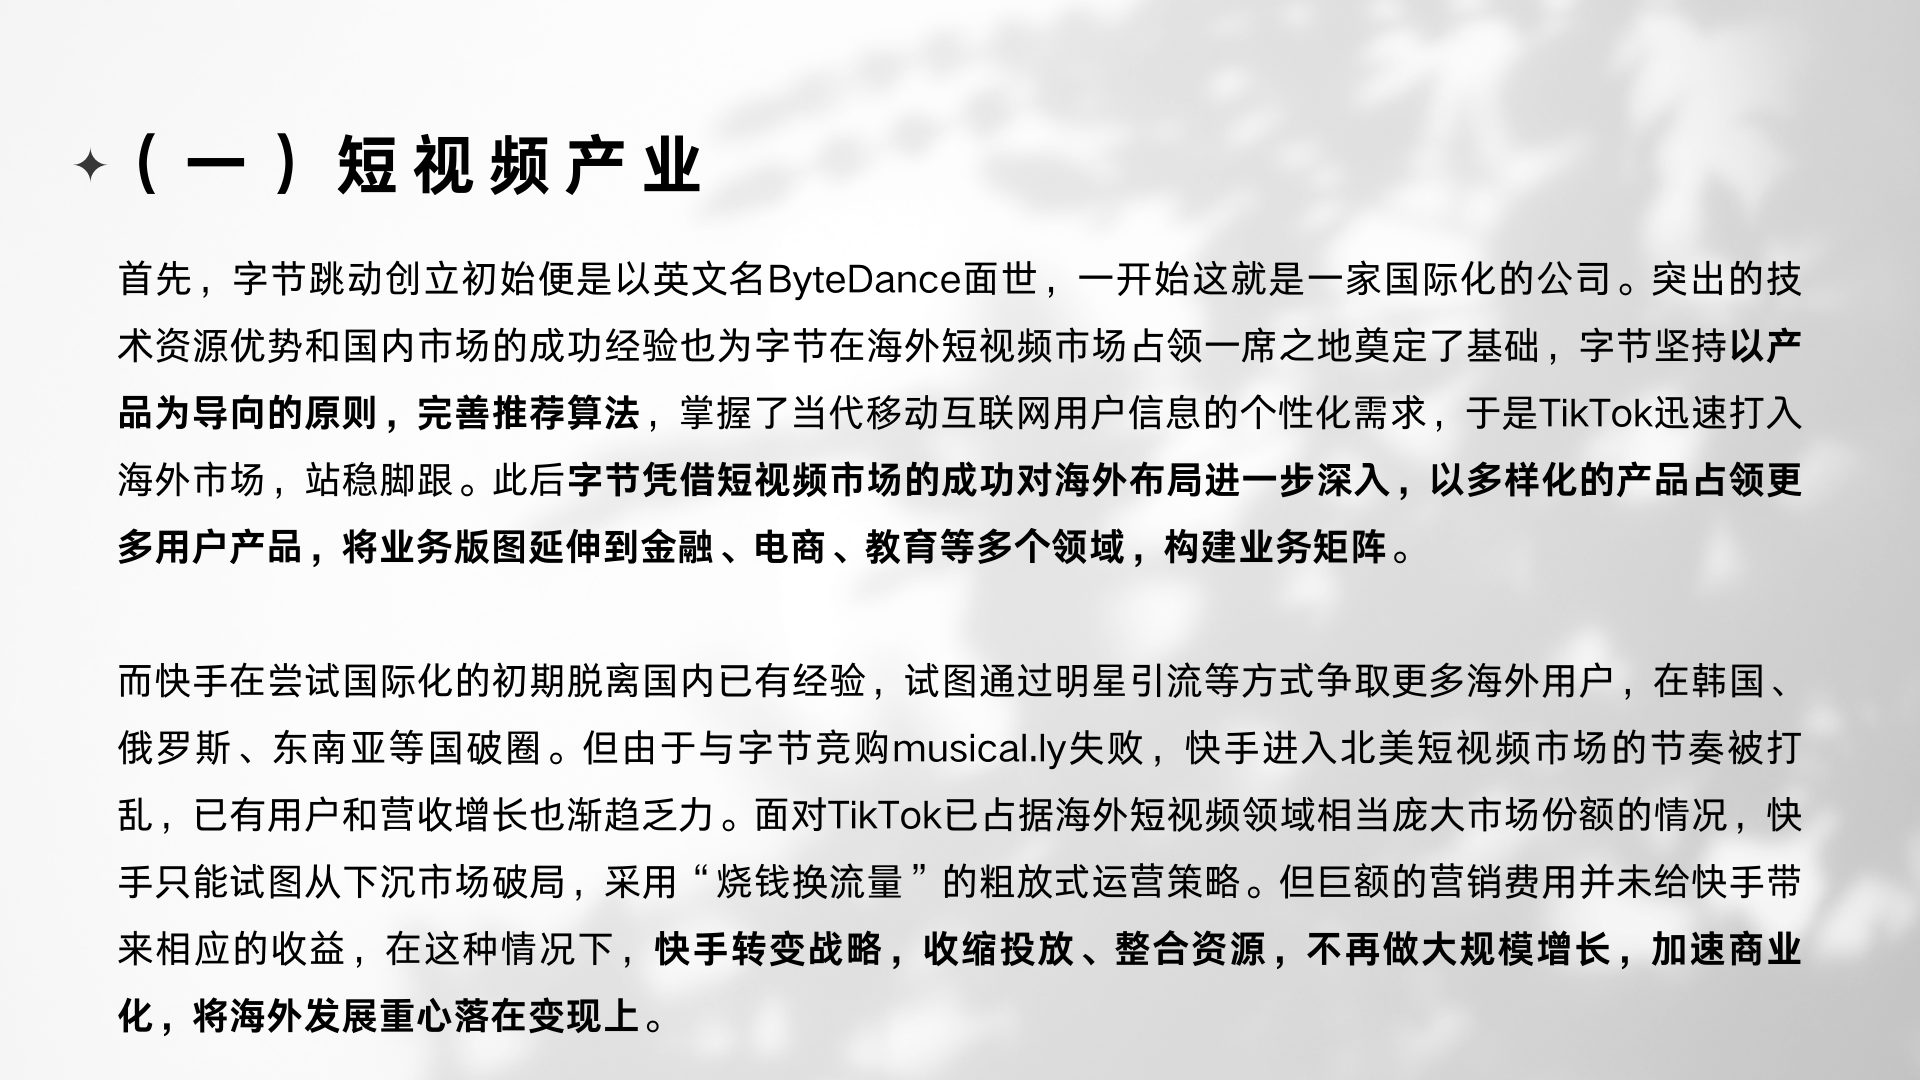 （一）短视频产业
首先，字节跳动创立初始便是以英文名ByteDance面世，一开始这就是一家国际化的公司。突出的技
术资源优势和国内市场的成功经验也为字节在海外短视频市场占领一席之地奠定了基础，字节坚持以产
品为导向的原则，完善推荐算法，掌握了当代移动互联网用户信息的个性化需求，于是TikTok迅速打入
海外市场，站稳脚跟。此后字节凭借短视频市场的成功对海外布局进一步深入，以多样化的产品占领更
多用户产品，将业务版图延伸到金融、电商、教育等多个领域，构建业务矩阵。
而快手在尝试国际化的初期脱离国内已有经验，试图通过明星引流等方式争取更多海外用户，在韩国、
俄罗斯、东南亚等国破圈。但由于与字节竞购musical.ly失败，快手进入北美短视频市场的节奏被打
乱，已有用户和营收增长也渐趋乏力。面对TikTok已占据海外短视频领域相当庞大市场份额的情况，快
手只能试图从下沉市场破局，采用“烧钱换流量”的粗放式运营策略。但巨额的营销费用并未给快手带
来相应的收益，在这种情况下，快手转变战略，收缩投放、整合资源，不再做大规模增长，加速商业
化，将海外发展重心落在变现上。